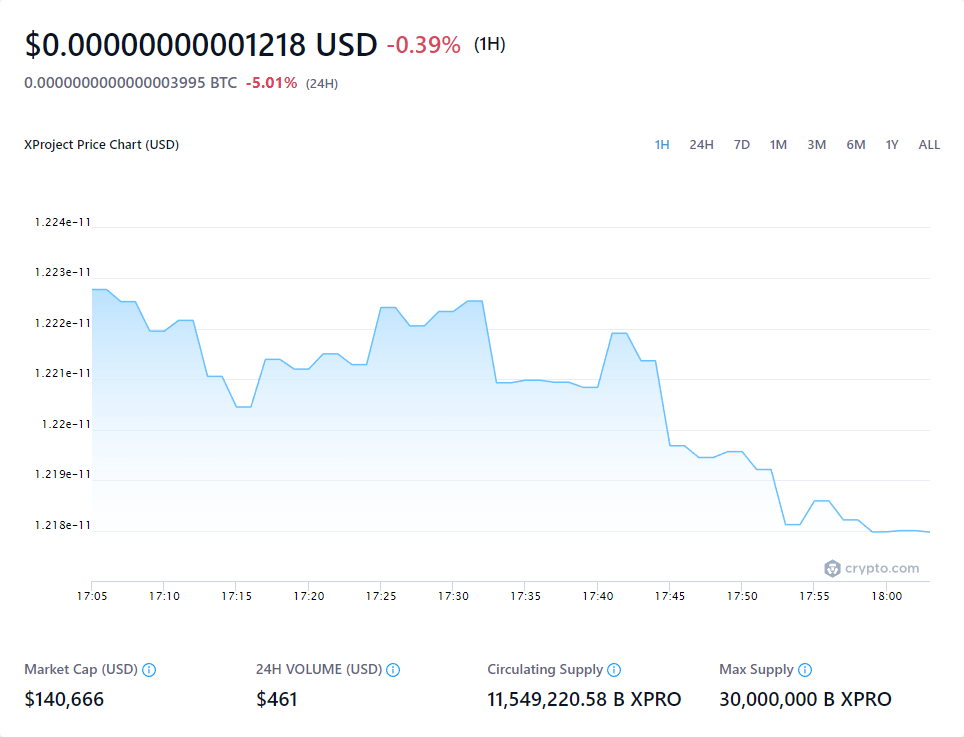 $0.00000000001218 USD -0.39% (1H)
0.0000000000000003995 BTC -5.01% (24H)
XProject Price Chart (USD)
1H 24H 7D 1M 3M 6M 1Y ALL
1.224e-11
1.223e-11
1.222e-11
1.221e-11
1.22e-11
1.219e-11
1.218e-11
crypto.com
17:05 17:10 17:15 17:20 17:25 17:30 17:35 17:40 17:45 17:50 17:55 18:00
Market Cap (USD) 24H VOLUME (USD) Circulating Supply Max Supply
$140,666 $461 11,549,220.58 B XPRO 30,000,000 B XPRO